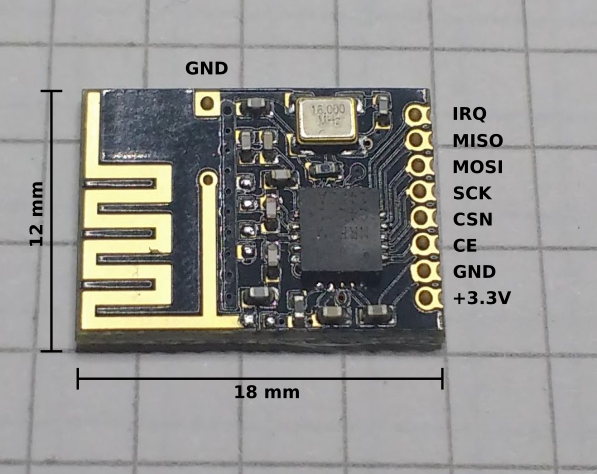 GND
16.000
MHz
IRQ
MISO
MOSI
SCK
CSN
CE
GND
+3.3V
12 mm
18 mm